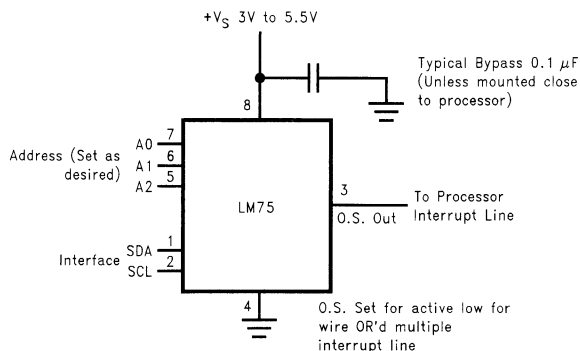 +VS 3V to 5.5V
Typical Bypass 0.1 μF
(Unless mounted close
to processor)
8
Address (Set as
desired)
A0 7
A1 6
A2 5
LM75
3
O.S. Out
To Processor
Interrupt Line
Interface
SDA 1
SCL 2
4
O.S. Set for active low for
wire OR'd multiple
interrupt line